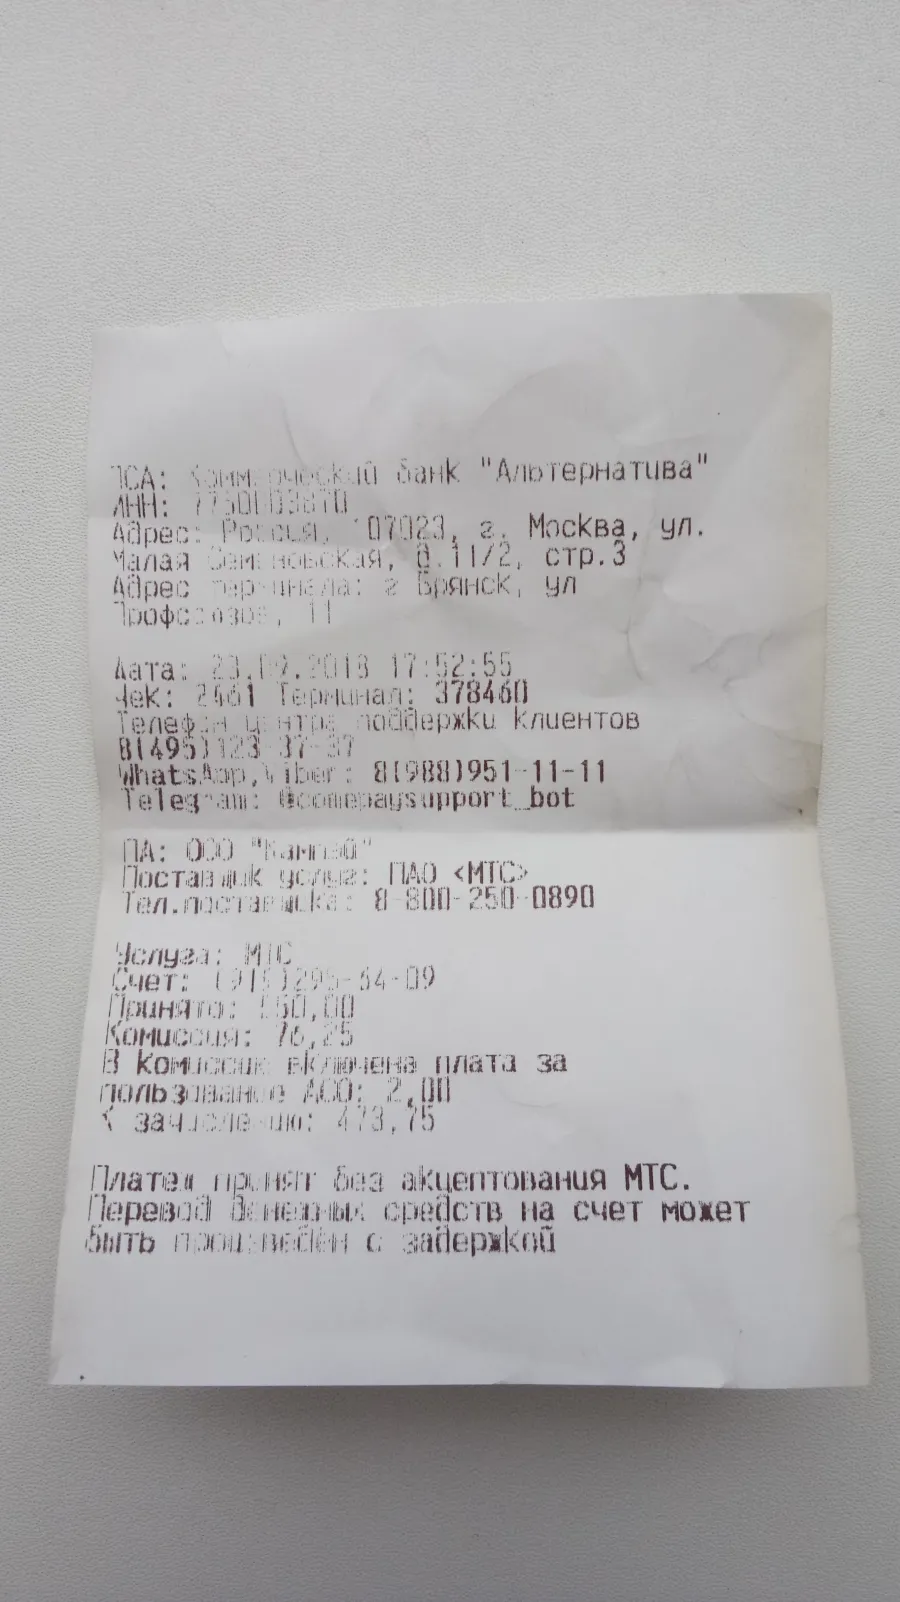 ПСА: Коммерческий банк "Альтернатива"
ИНН:
Адрес: Россия, 107023, г. Москва, ул.
Малая Семеновская, д.11/2, стр.3
Адрес терминала: г Брянск, ул
Профсоюзов, 11
Дата: 23.09.2018 17:52:55
Чек: 2461 Терминал: 378460
Телефон центра поддержки клиентов
8(495)123-37-37
WhatsApp,Viber: 8(988)951-11-11
Telegram: @comepaysupport_bot
ПА: ООО "Кампэй"
Поставщик услуг: ПАО <МТС>
Тел.поставщика: 8-800-250-0890
Услуга: МТС
Счет: (915)295-64-09
Принято: 550,00
Комиссия: 76,25
В комиссию включена плата за
пользование АСО: 2,00
К зачислению: 473,75
Платеж принят без акцептования МТС.
Перевод денежных средств на счет может
быть произведен с задержкой